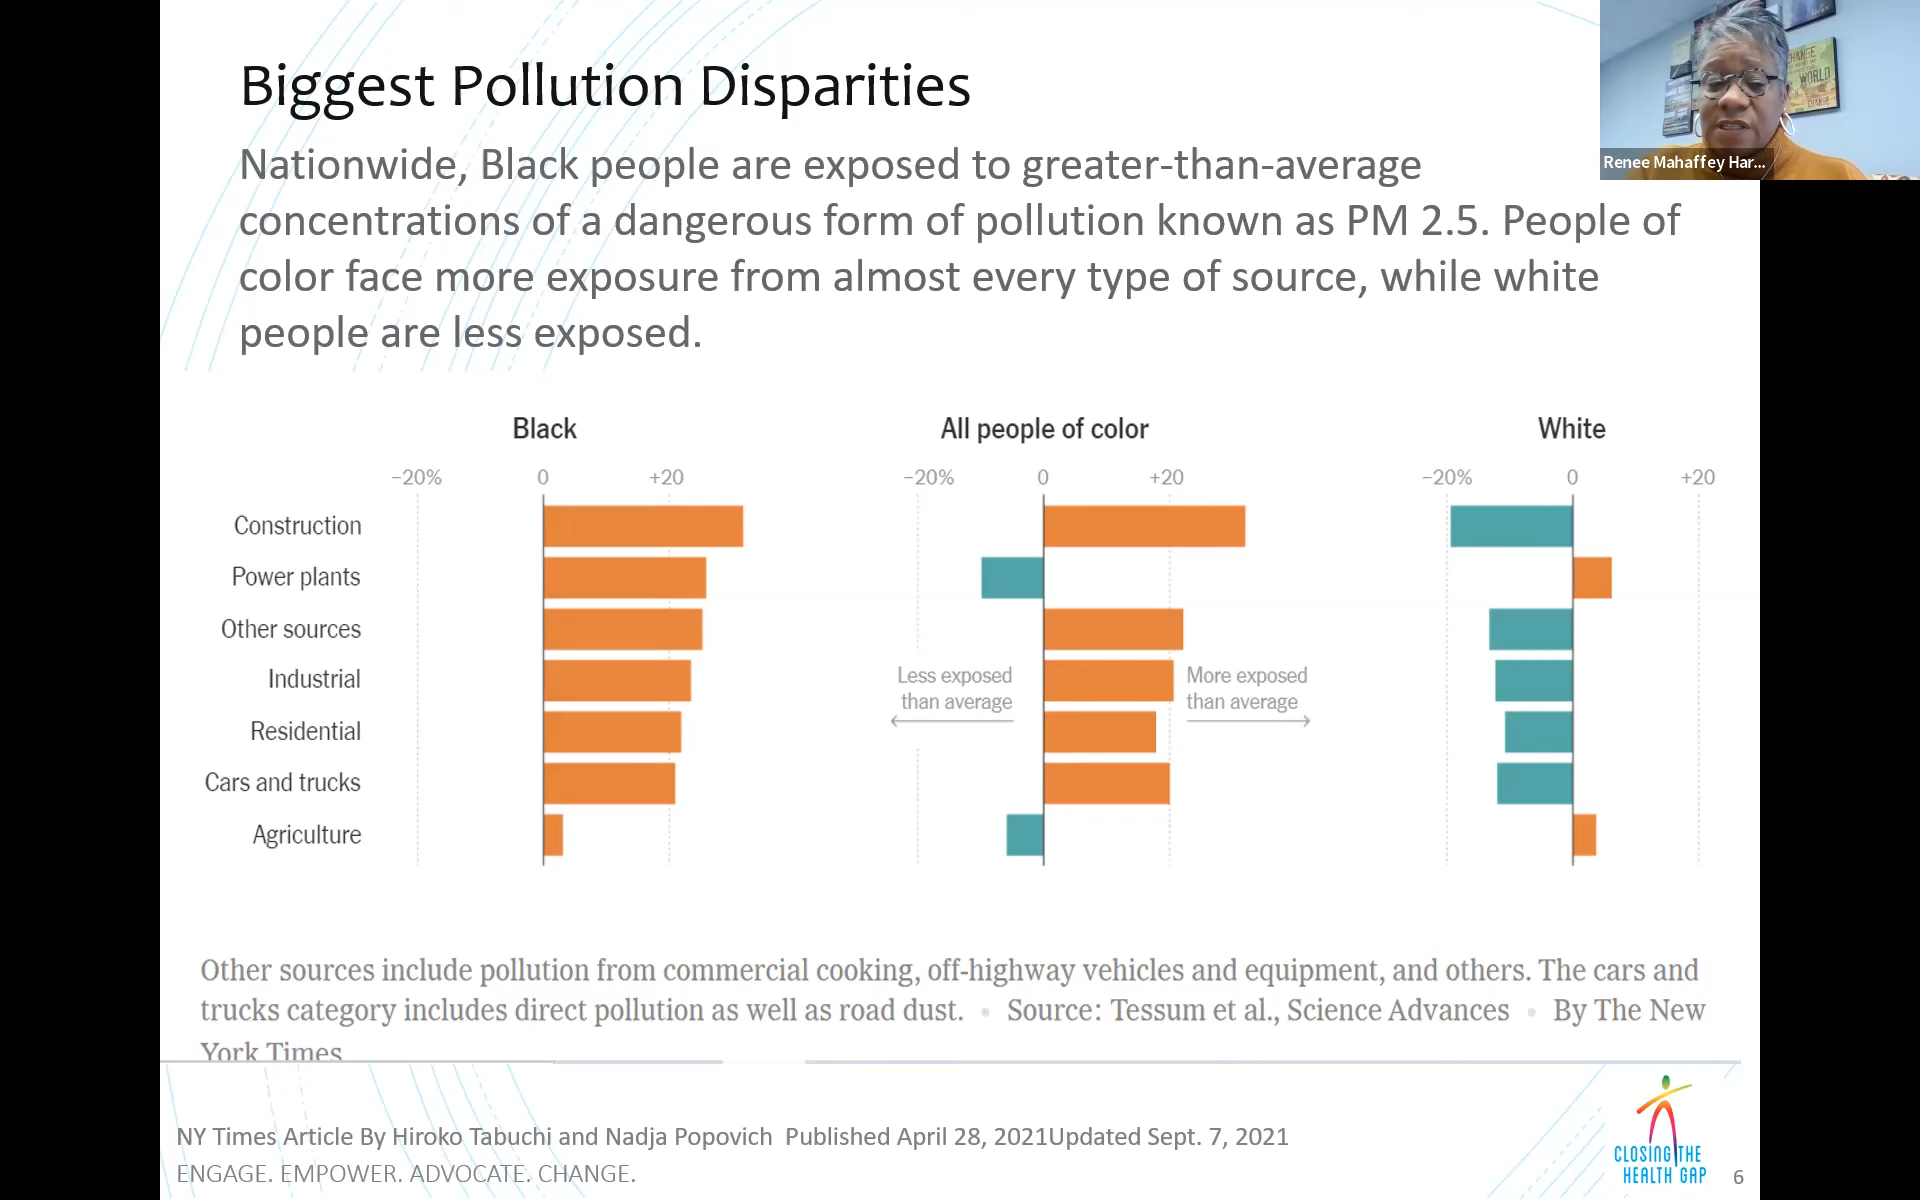 Biggest Pollution Disparities
Nationwide, Black people are exposed to greater-than-average
concentrations of a dangerous form of pollution known as PM 2.5. People of
color face more exposure from almost every type of source, while white
people are less exposed.
CHANGE
WORLD
CHANGE
Renee Mahaffey Har...
Black
All people of color
White
−20% 0 +20
−20% 0 +20
−20% 0 +20
Construction
Power plants
Other sources
Industrial
Residential
Cars and trucks
Agriculture
Less exposed
than average
More exposed
than average
Other sources include pollution from commercial cooking, off-highway vehicles and equipment, and others. The cars and
trucks category includes direct pollution as well as road dust. • Source: Tessum et al., Science Advances • By The New
York Times
NY Times Article By Hiroko Tabuchi and Nadja Popovich Published April 28, 2021Updated Sept. 7, 2021
ENGAGE. EMPOWER. ADVOCATE. CHANGE.
CLOSING THE
HEALTH GAP
6